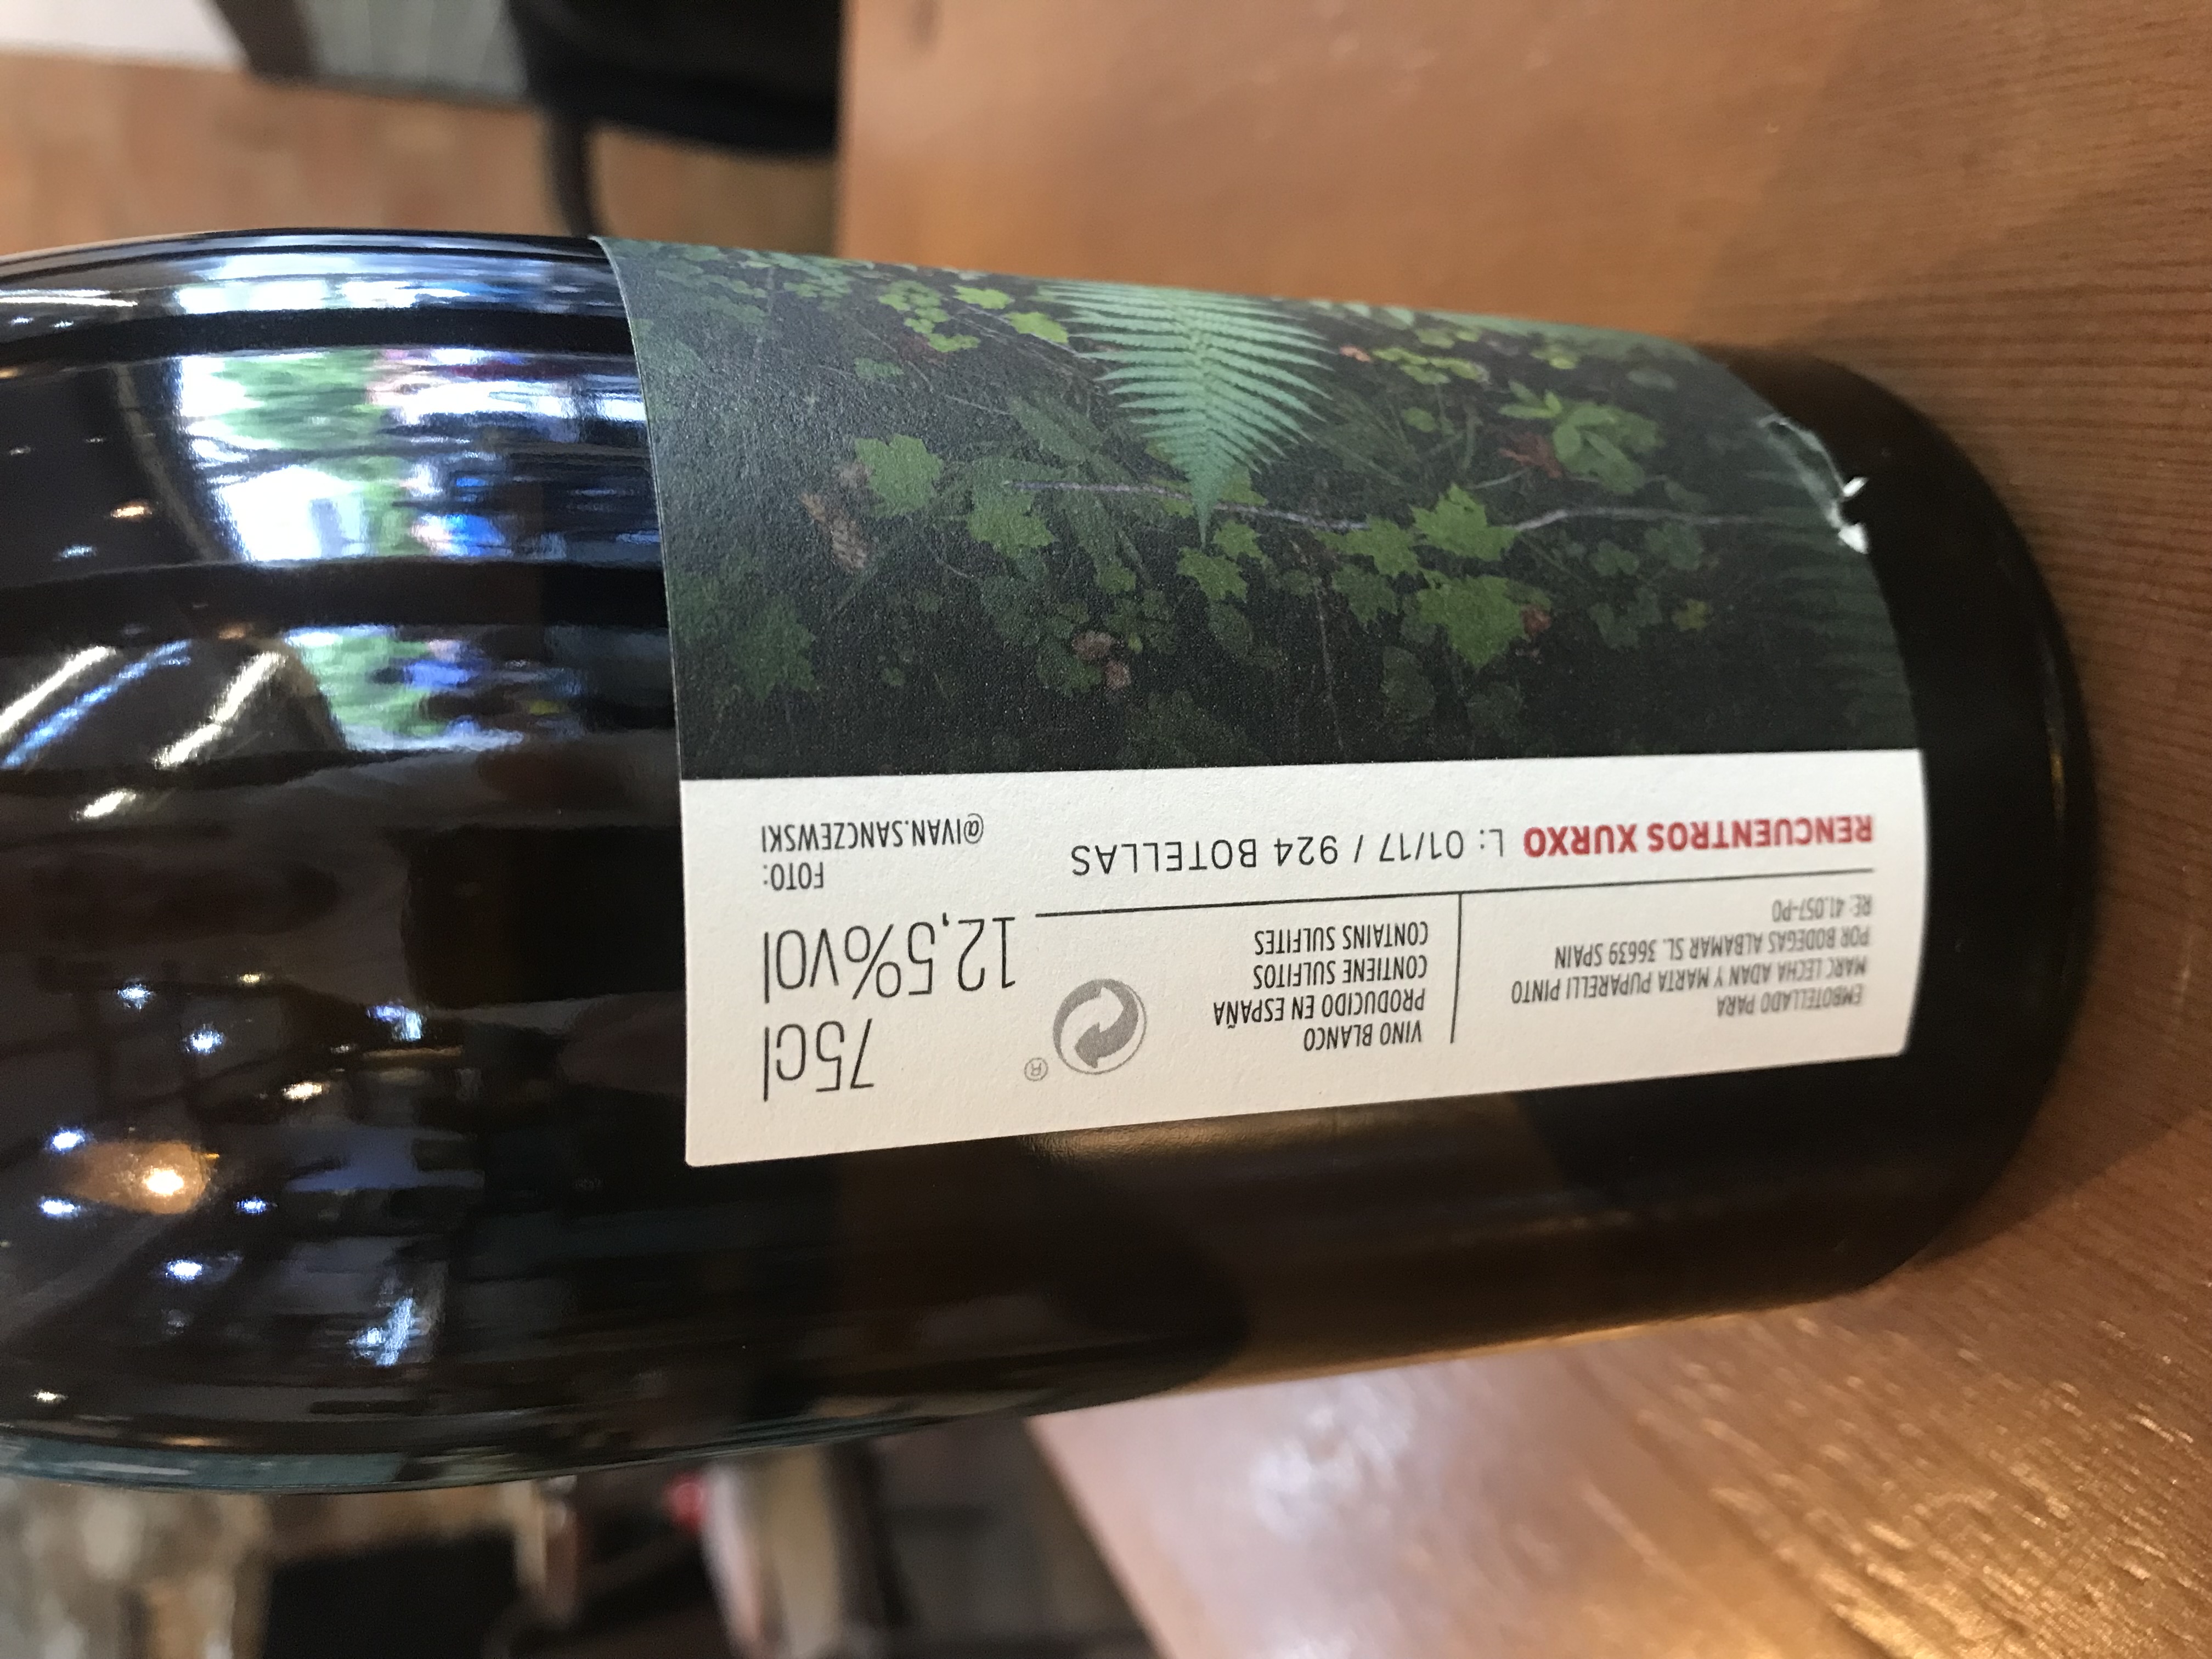 RENCUENTROS XURXO L: 01/17 / 924 BOTELLAS
FOTO:
@IVAN.SANCZEWSKI
EMBOTELLADO PARA
MARC LECHA ADAN Y MARTA PUPARELLI PINTO
POR BODEGAS ALBAMAR SL. 36639 SPAIN
RE: 41.057-PO
VINO BLANCO
PRODUCIDO EN ESPAÑA
CONTIENE SULFITOS
CONTAINS SULFITES
®
75cl
12,5%vol